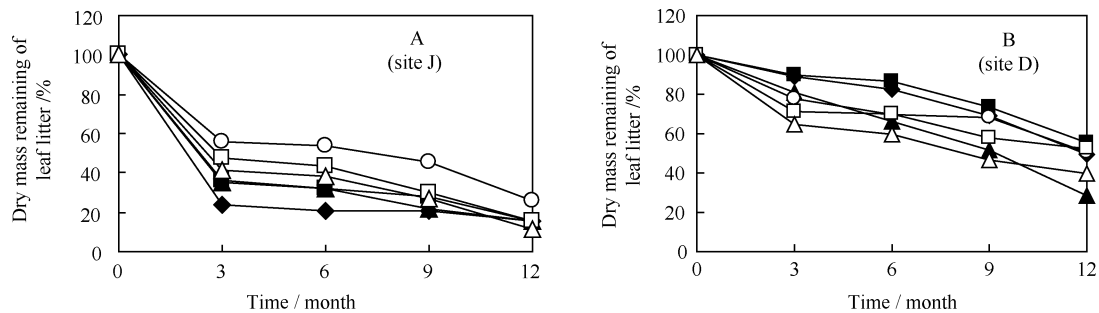 Dry mass remaining of
leaf litter /%
120
100
80
60
40
20
0
A
(site J)
0 3 6 9 12
Time / month
Dry mass remaining of
leaf litter /%
120
100
80
60
40
20
0
B
(site D)
0 3 6 9 12
Time / month